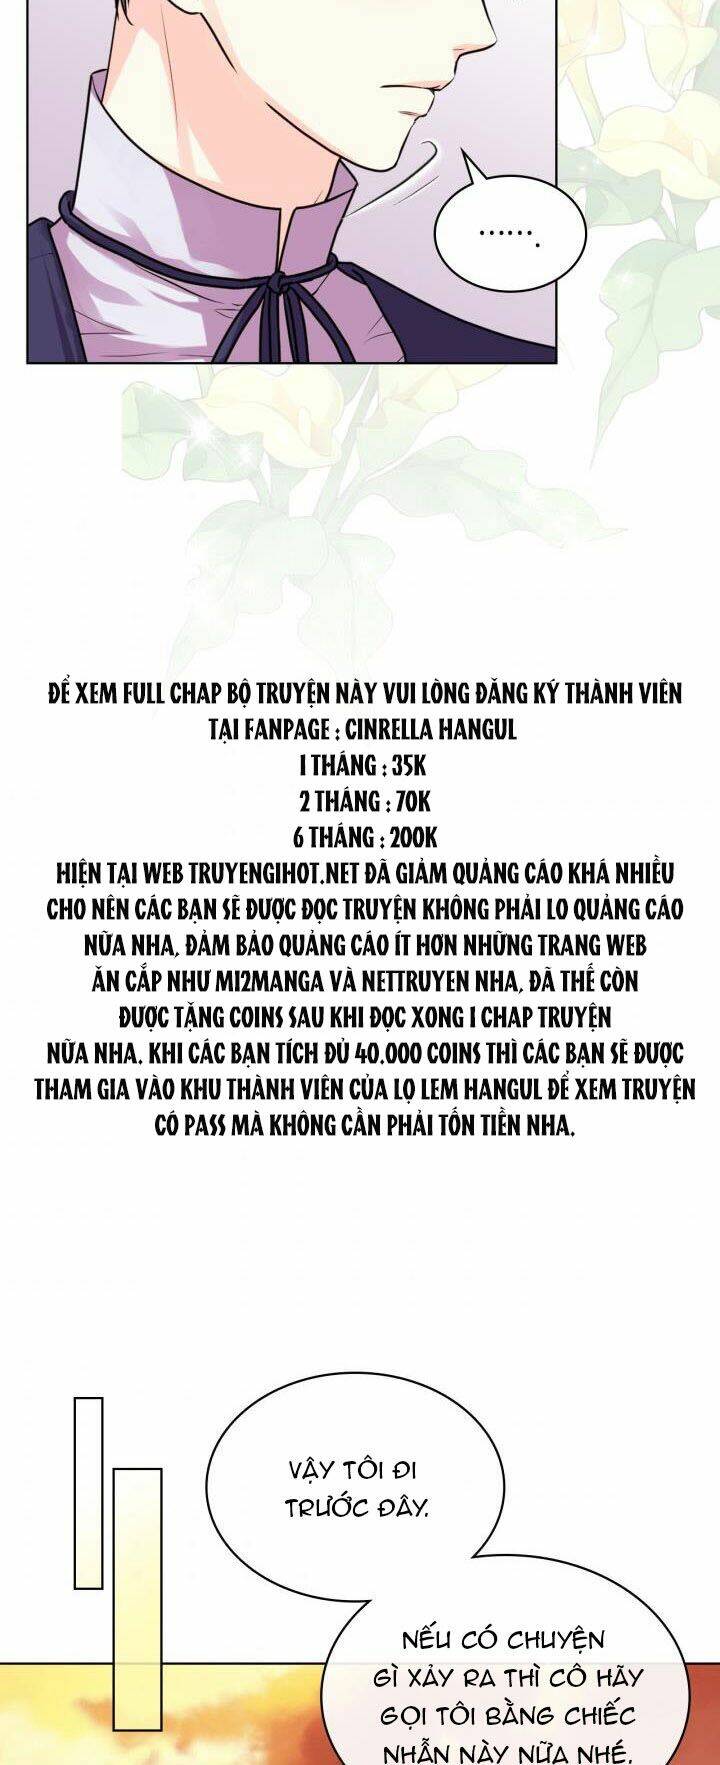 .......
ĐỂ XEM FULL CHAP BỘ TRUYỆN NÀY VUI LÒNG ĐĂNG KÝ THÀNH VIÊN
TẠI FANPAGE : CINRELLA HANGUL
1 THÁNG : 35K
2 THÁNG : 70K
6 THÁNG : 200K
HIỆN TẠI WEB TRUYENGIHOT.NET ĐÃ GIẢM QUẢNG CÁO KHÁ NHIỀU
CHO NÊN CÁC BẠN SẼ ĐƯỢC ĐỌC TRUYỆN KHÔNG PHẢI LO QUẢNG CÁO
NỮA NHA, ĐẢM BẢO QUẢNG CÁO ÍT HƠN NHỮNG TRANG WEB
ĂN CẮP NHƯ MI2MANGA VÀ NETTRUYEN NHA, ĐÃ THẾ CÒN
ĐƯỢC TẶNG COINS SAU KHI ĐỌC XONG 1 CHAP TRUYỆN
NỮA NHA. KHI CÁC BẠN TÍCH ĐỦ 40.000 COINS THÌ CÁC BẠN SẼ ĐƯỢC
THAM GIA VÀO KHU THÀNH VIÊN CỦA LỌ LEM HANGUL ĐỂ XEM TRUYỆN
CÓ PASS MÀ KHÔNG CẦN PHẢI TỐN TIỀN NHA.
VẬY TÔI ĐI
TRƯỚC ĐÂY.
NẾU CÓ CHUYỆN
GÌ XẢY RA THÌ CÔ HÃY
GỌI TÔI BẰNG CHIẾC
NHẪN NÀY NỮA NHÉ.